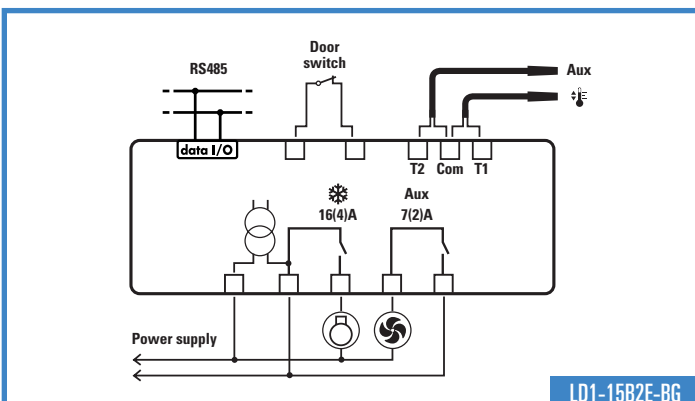 Door
switch
RS485
Aux
data I/O
T2 Com T1
Aux
16(4)A
7(2)A
Power supply
LD1-15B2E-BG